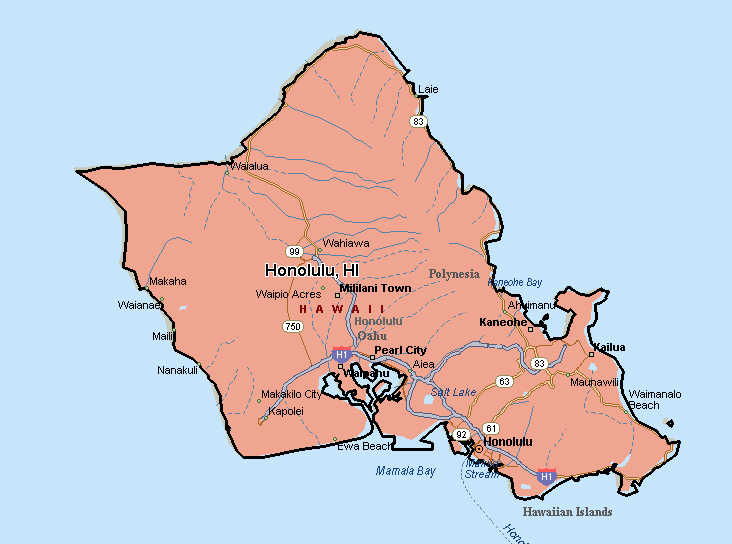 Laie
83
Waialua
Wahiawa
99
Honolulu, HI
Polynesia
Kaneohe Bay
Makaha
Waipio Acres
Mililani Town
Waianae
HAWAII
Ahuimanu
Honolulu
Kaneohe
750
Oahu
Maili
H1
Pearl City
Kailua
Nanakuli
Waipahu
Aiea
83
63
Maunawili
Makakilo City
Salt Lake
Waimanalo
Beach
Kapolei
61
92
Honolulu
Ewa Beach
Mamala Bay
Stream
H1
Hawaiian Islands